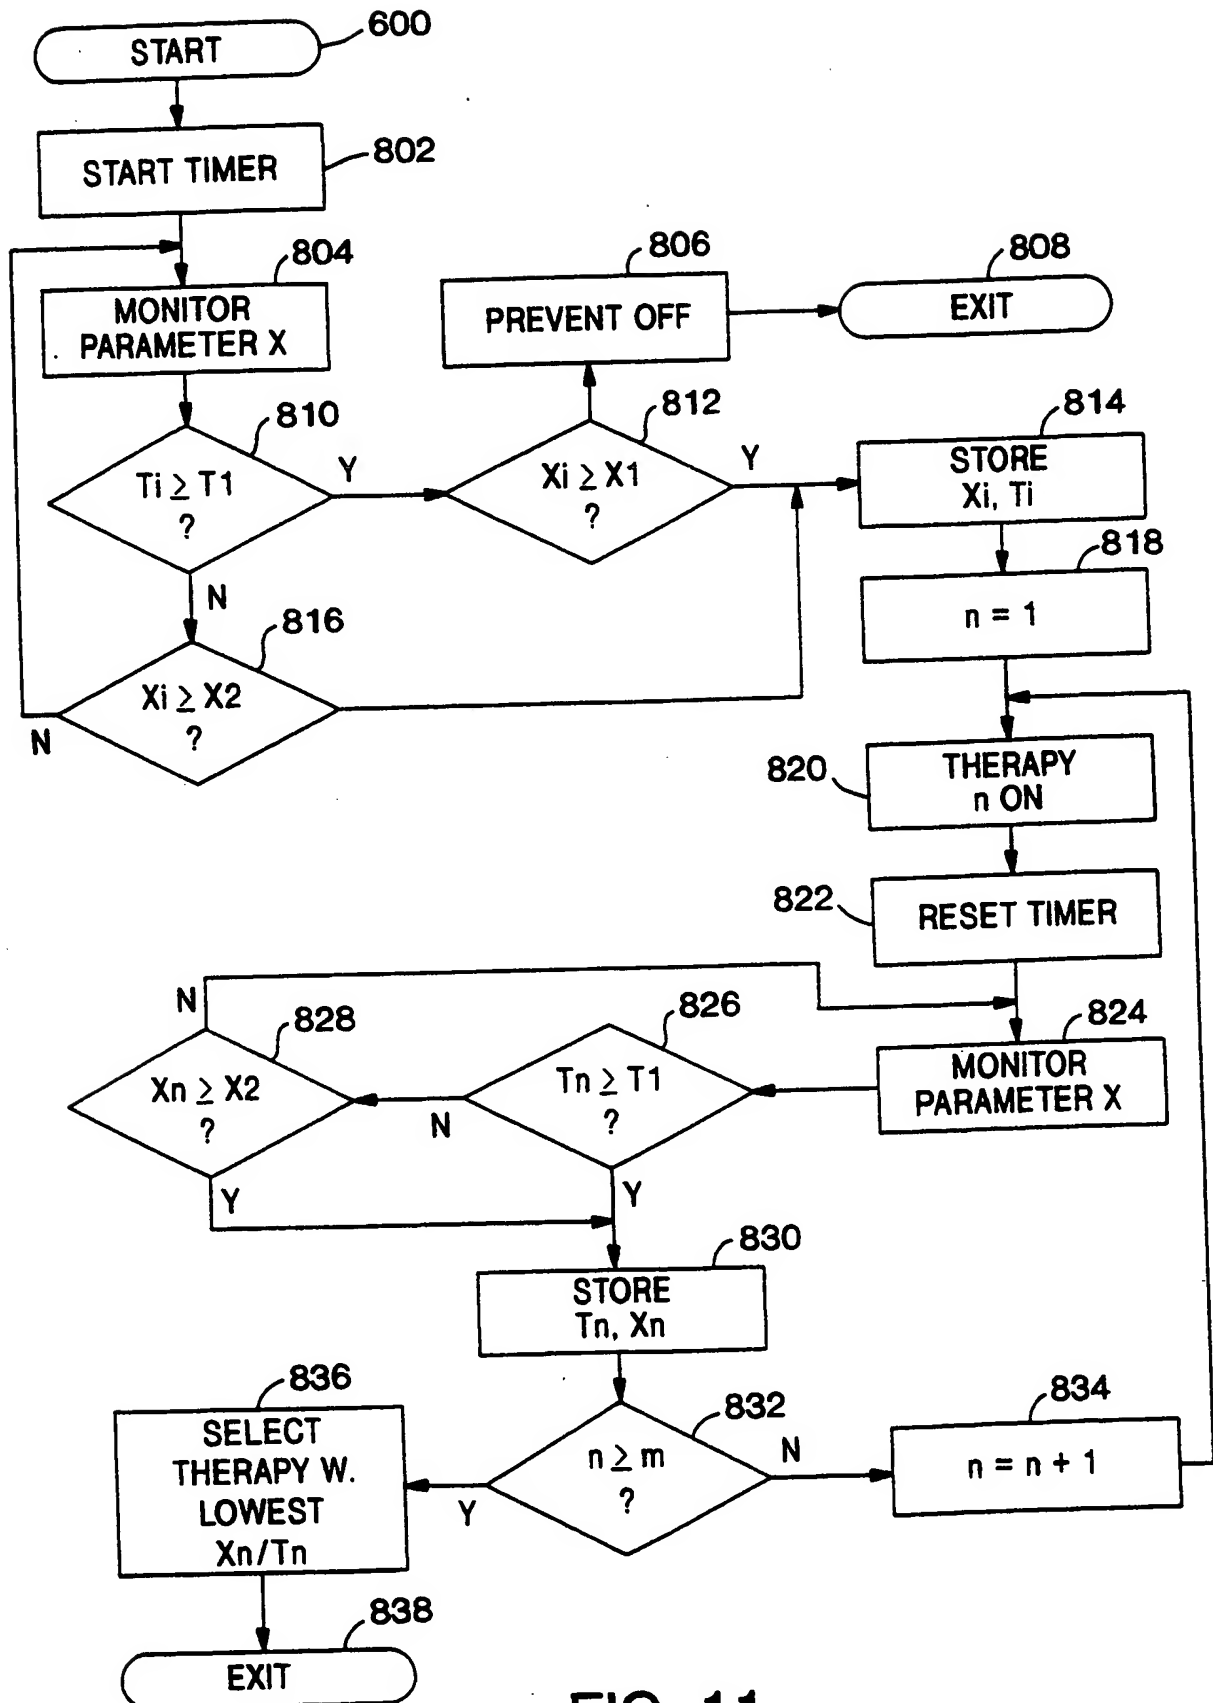 START
600
START TIMER
802
804
MONITOR
PARAMETER X
806
PREVENT OFF
808
EXIT
810
Ti ≥ T1
?
Y
N
812
Xi ≥ X1
?
Y
814
STORE
Xi, Ti
816
Xi ≥ X2
?
N
818
n = 1
820
THERAPY
n ON
822
RESET TIMER
824
MONITOR
PARAMETER X
826
Tn ≥ T1
?
N
Y
828
Xn ≥ X2
?
N
Y
830
STORE
Tn, Xn
832
n ≥ m
?
N
Y
834
n = n + 1
836
SELECT
THERAPY W.
LOWEST
Xn/Tn
838
EXIT
FIG. 11